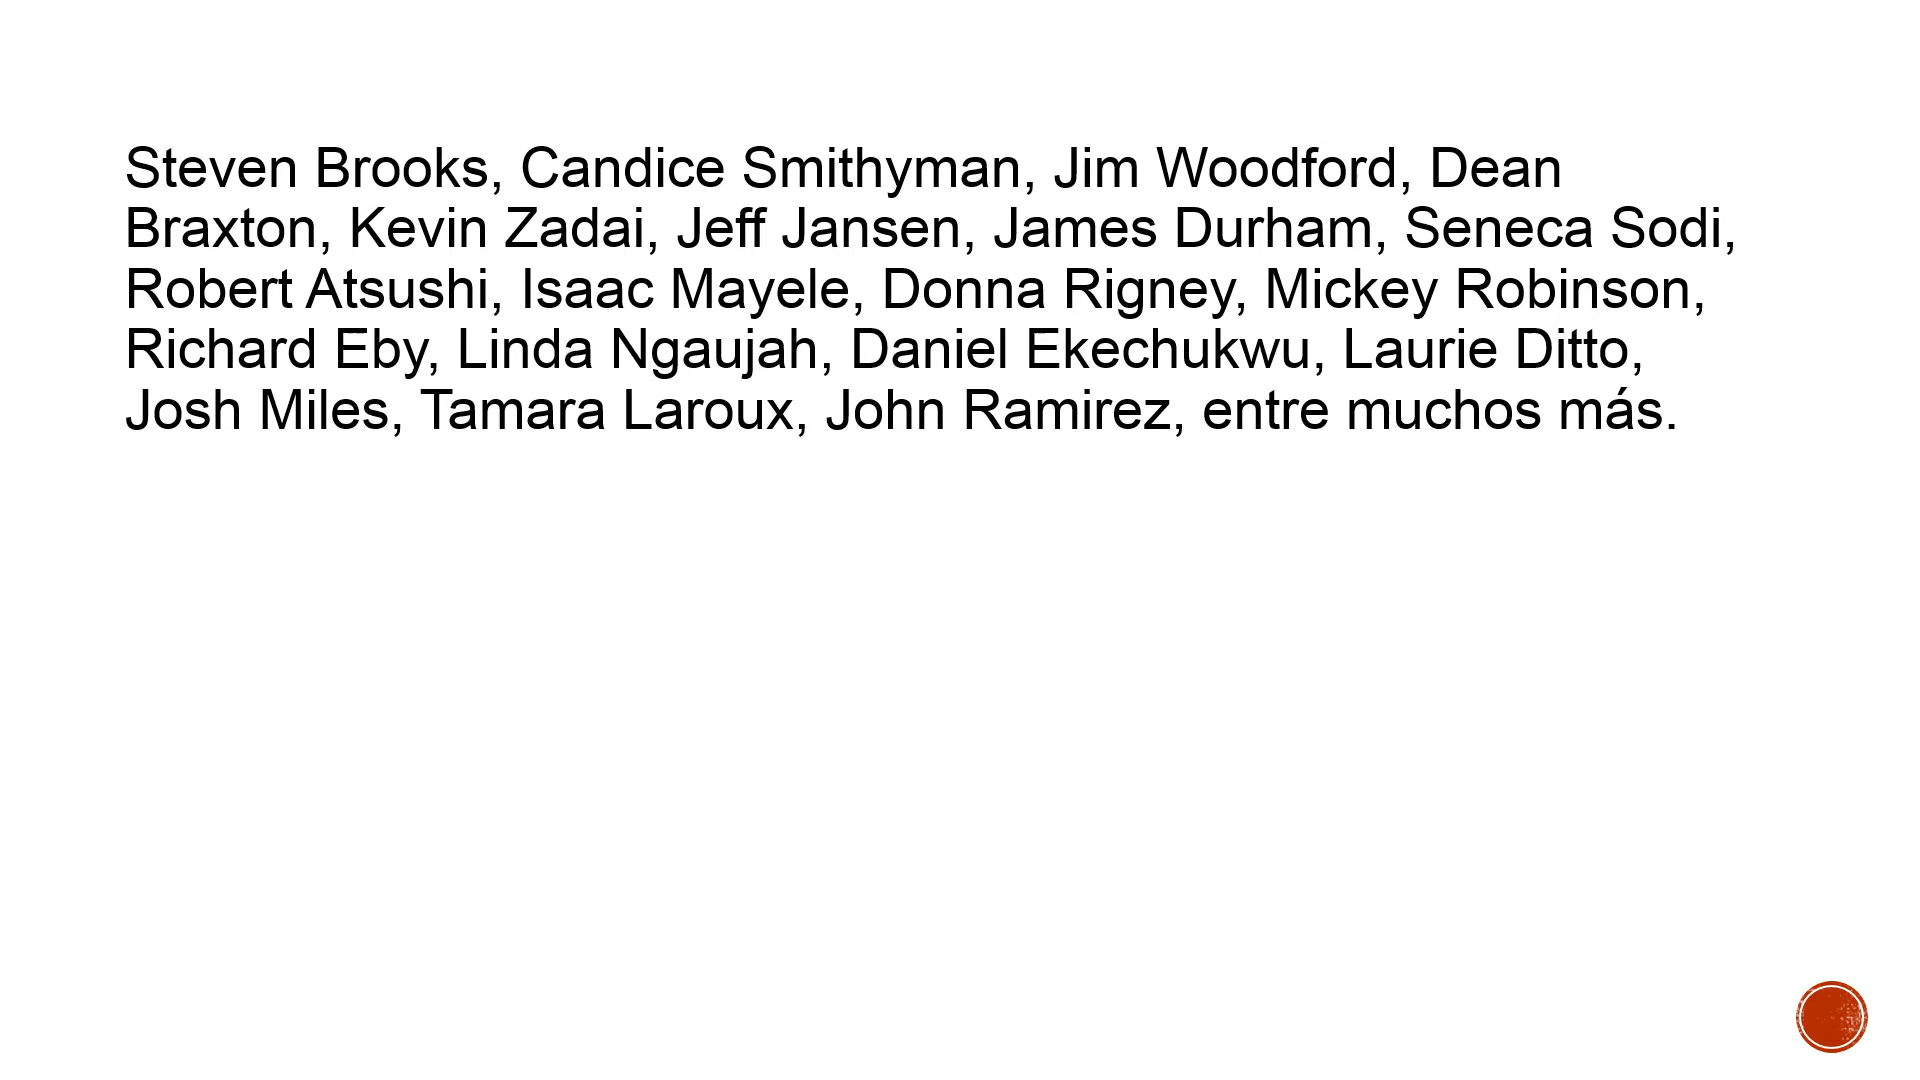 Steven Brooks, Candice Smithyman, Jim Woodford, Dean
Braxton, Kevin Zadai, Jeff Jansen, James Durham, Seneca Sodi,
Robert Atsushi, Isaac Mayele, Donna Rigney, Mickey Robinson,
Richard Eby, Linda Ngaujah, Daniel Ekechukwu, Laurie Ditto,
Josh Miles, Tamara Laroux, John Ramirez, entre muchos más.